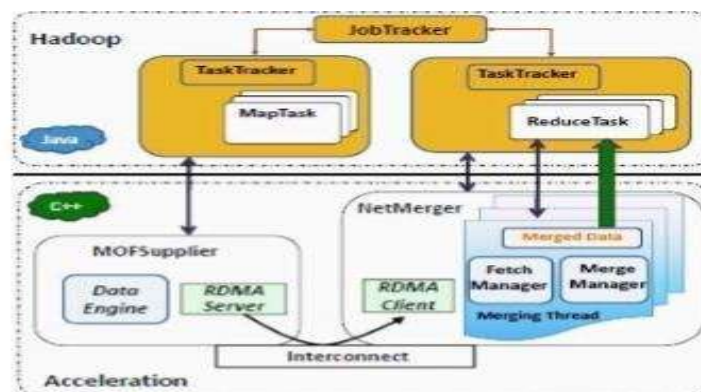 Hadoop
JobTracker
TaskTracker
MapTask
TaskTracker
ReduceTask
Java
C++
MOFSupplier
Data
Engine
RDMA
Server
NetMerger
RDMA
Client
Merged Data
Fetch
Manager
Merge
Manager
Merging Thread
Interconnect
Acceleration